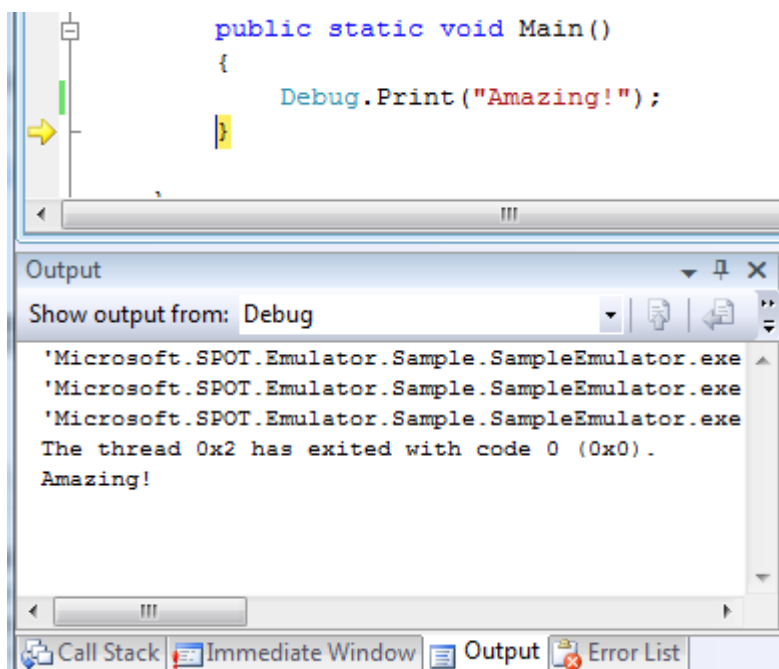 public static void Main()
{
Debug.Print("Amazing!");
}
Output
Show output from: Debug
'Microsoft.SPOT.Emulator.Sample.SampleEmulator.exe
'Microsoft.SPOT.Emulator.Sample.SampleEmulator.exe
'Microsoft.SPOT.Emulator.Sample.SampleEmulator.exe
The thread 0x2 has exited with code 0 (0x0).
Amazing!
Call Stack Immediate Window Output Error List